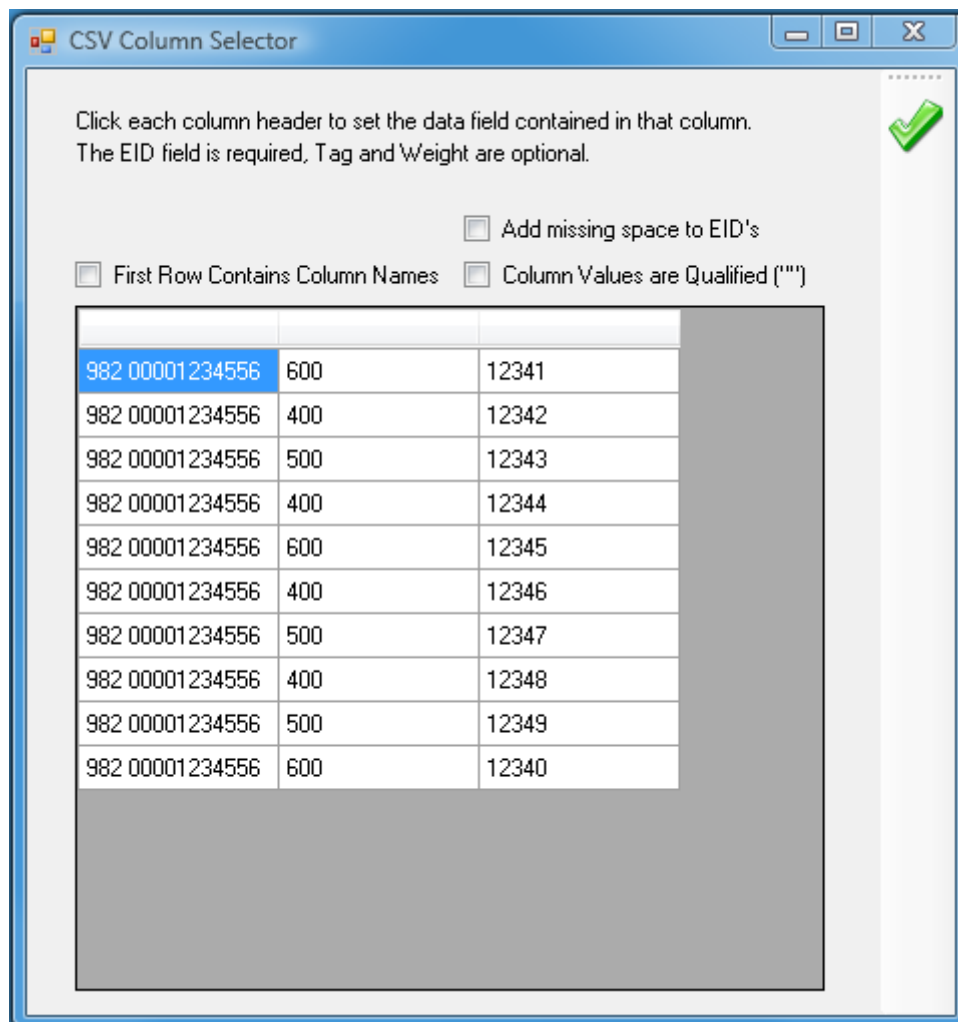 CSV Column Selector
Click each column header to set the data field contained in that column.
The EID field is required, Tag and Weight are optional.
Add missing space to EID's
First Row Contains Column Names Column Values are Qualified ("")
982 00001234556 600 12341
982 00001234556 400 12342
982 00001234556 500 12343
982 00001234556 400 12344
982 00001234556 600 12345
982 00001234556 400 12346
982 00001234556 500 12347
982 00001234556 400 12348
982 00001234556 500 12349
982 00001234556 600 12340